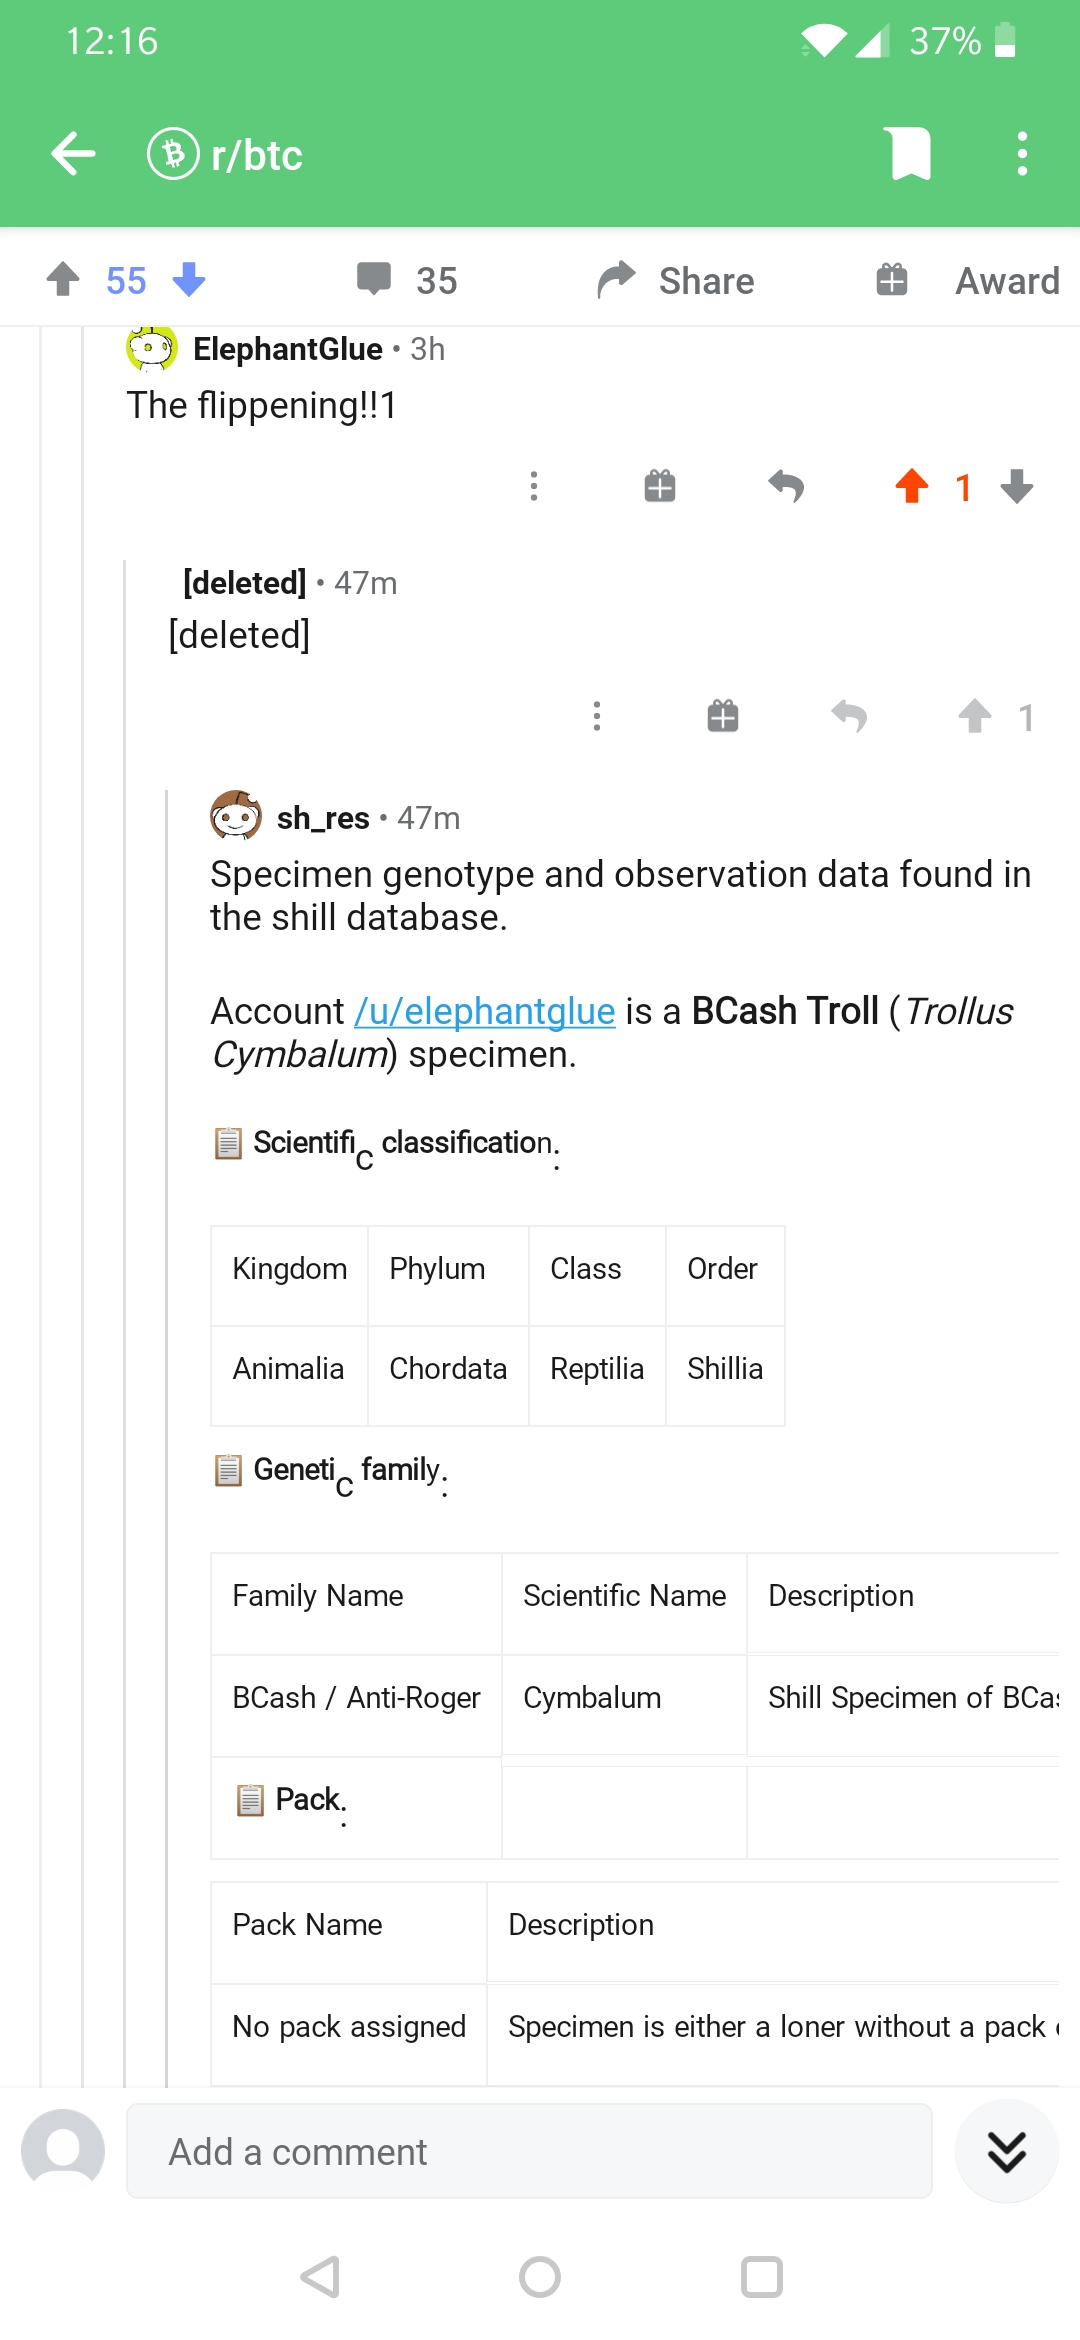 12:16
37%
r/btc
55
35
Share
Award
ElephantGlue • 3h
The flippening!!1
1
[deleted] • 47m
[deleted]
1
sh_res • 47m
Specimen genotype and observation data found in
the shill database.
Account /u/elephantglue is a BCash Troll (Trollus
Cymbalum) specimen.
📋 Scientific classification:
Kingdom Phylum Class Order
Animalia Chordata Reptilia Shillia
📋 Genetic family:
Family Name Scientific Name Description
BCash / Anti-Roger Cymbalum Shill Specimen of BCas
📋 Pack:
Pack Name Description
No pack assigned Specimen is either a loner without a pack
Add a comment